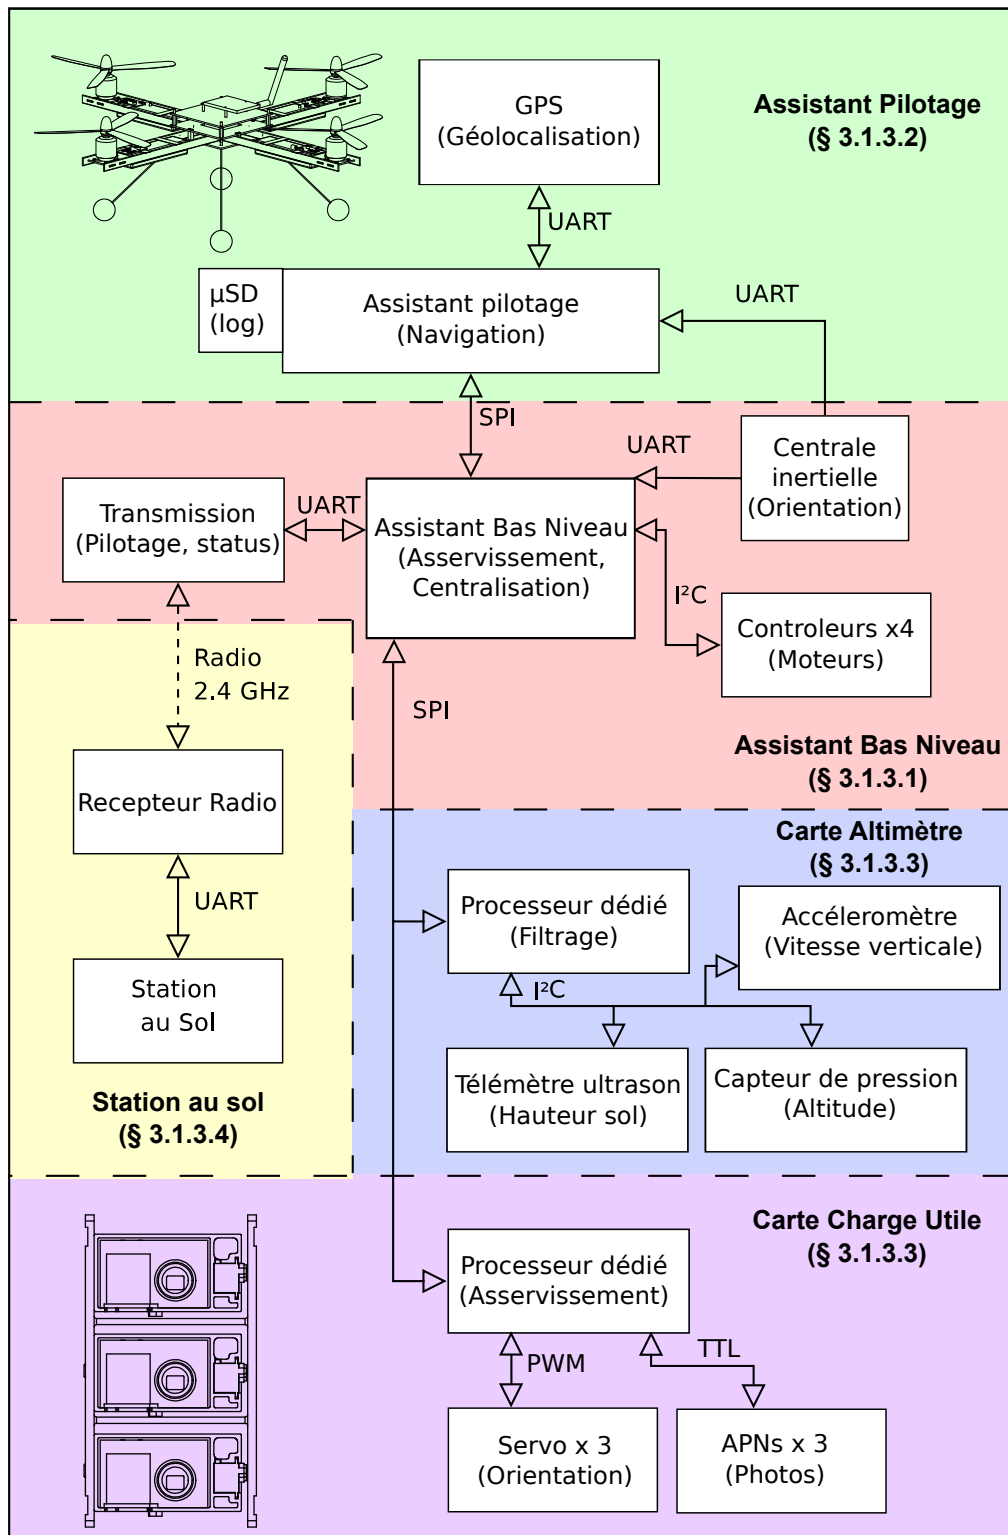 Assistant Pilotage
(§ 3.1.3.2)
GPS
(Géolocalisation)
UART
µSD
(log)
Assistant pilotage
(Navigation)
UART
SPI
UART
Centrale
inertielle
(Orientation)
Transmission
(Pilotage, status)
UART
Assistant Bas Niveau
(Asservissement,
Centralisation)
I²C
Controleurs x4
(Moteurs)
Radio
2.4 GHz
SPI
Assistant Bas Niveau
(§ 3.1.3.1)
Recepteur Radio
UART
Station
au Sol
Station au sol
(§ 3.1.3.4)
Carte Altimètre
(§ 3.1.3.3)
Processeur dédié
(Filtrage)
Accéleromètre
(Vitesse verticale)
I²C
Télémètre ultrason
(Hauteur sol)
Capteur de pression
(Altitude)
Carte Charge Utile
(§ 3.1.3.3)
Processeur dédié
(Asservissement)
PWM
TTL
Servo x 3
(Orientation)
APNs x 3
(Photos)